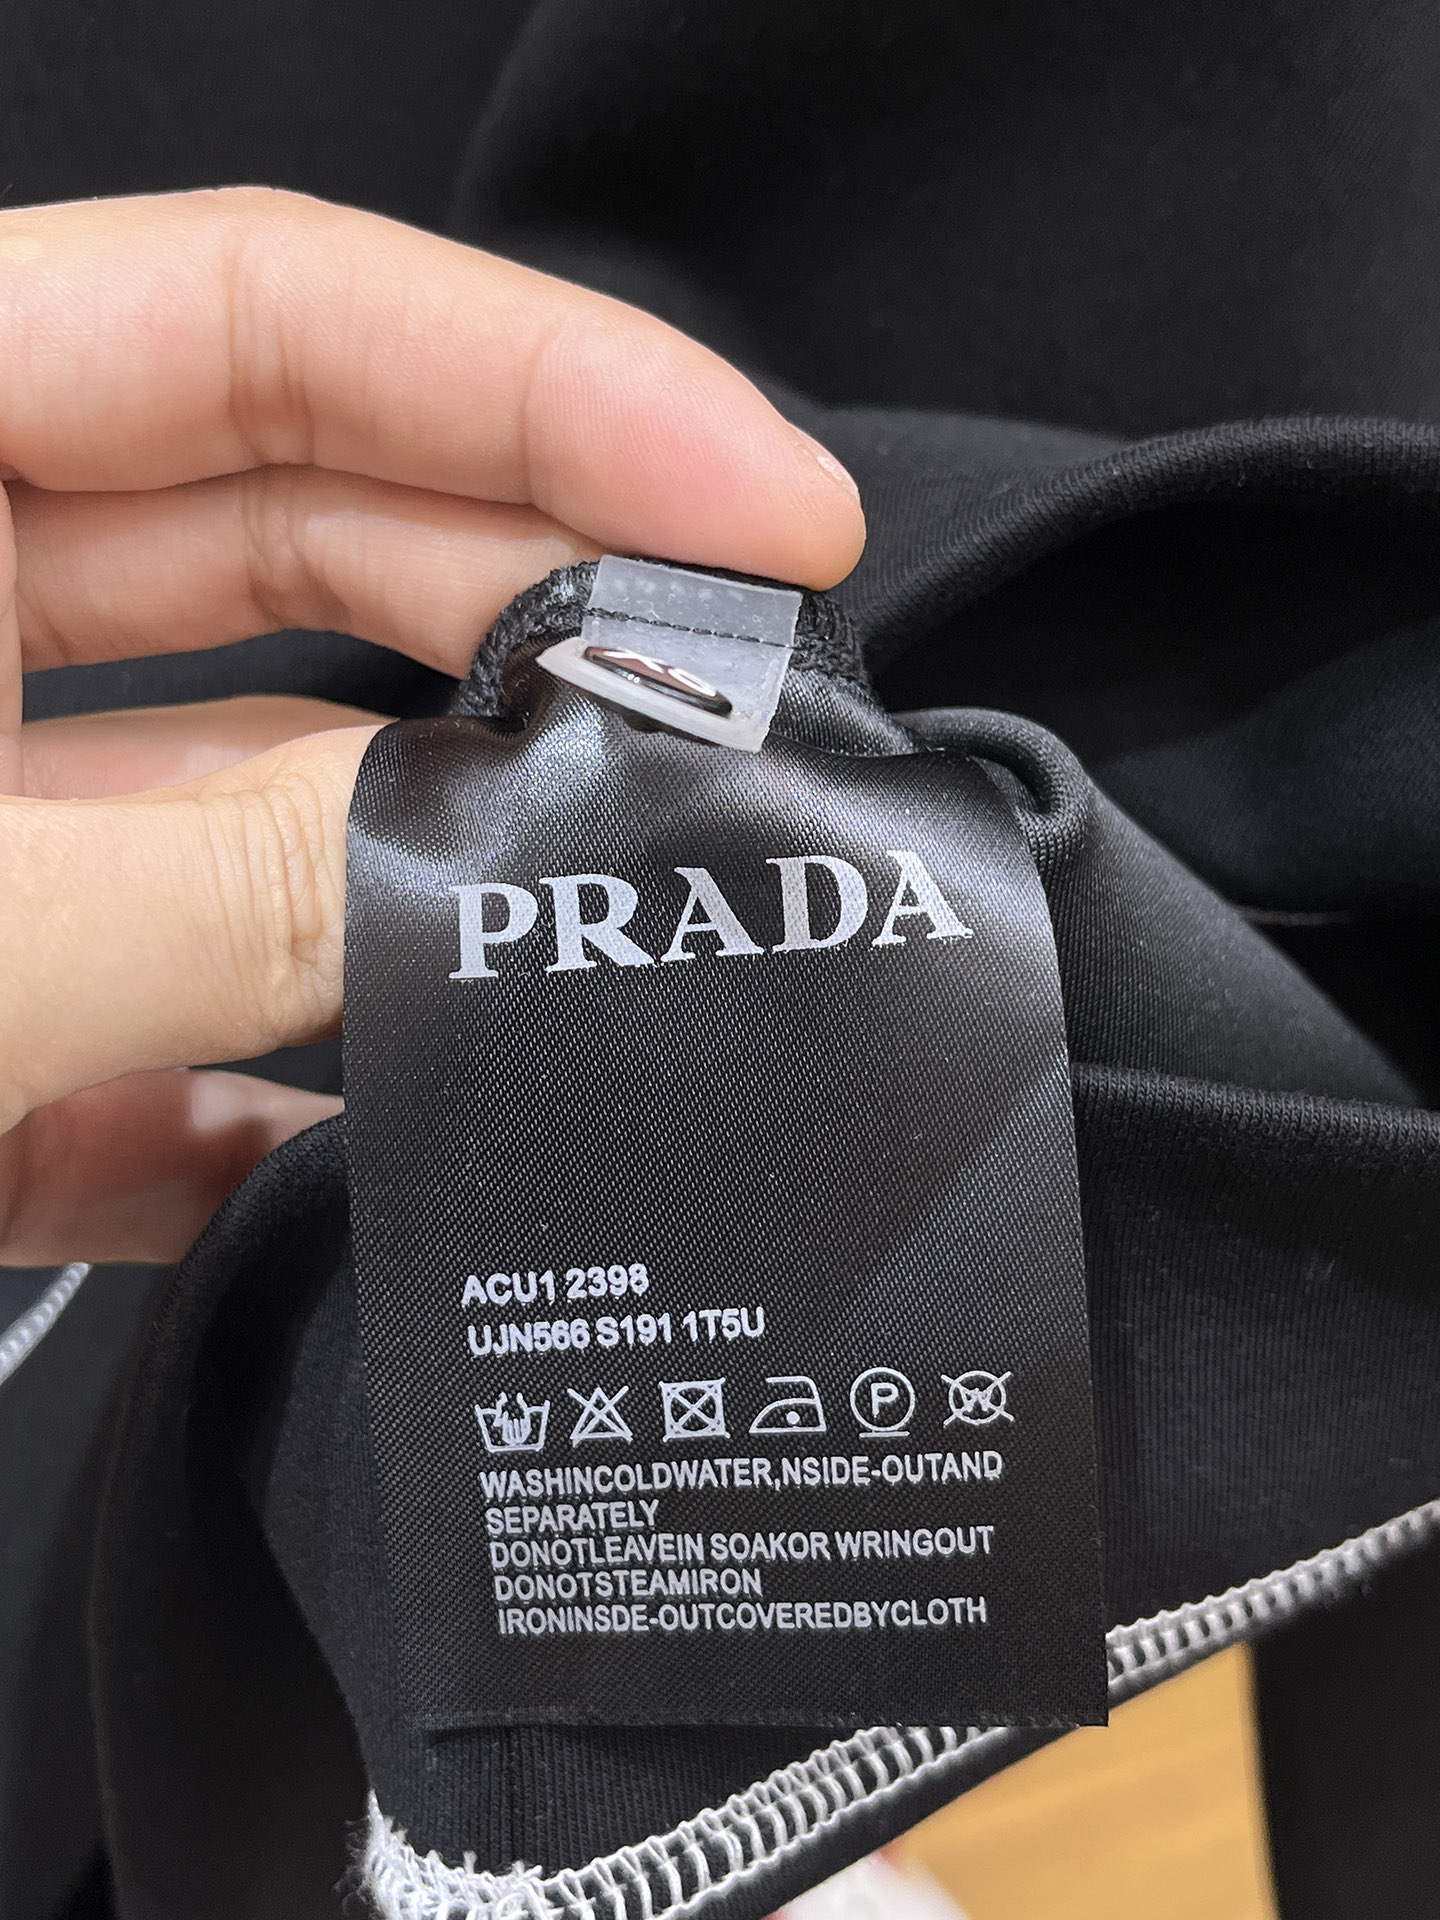 PRADA
ACU1 2398
UJN566 S191 1T5U
P
WASHINCOLDWATER,NSIDE-OUTAND
SEPARATELY
DONOTLEAVEIN SOAKOR WRINGOUT
DONOTSTEAMIRON
IRONINSDE-OUTCOVEREDBYCLOTH